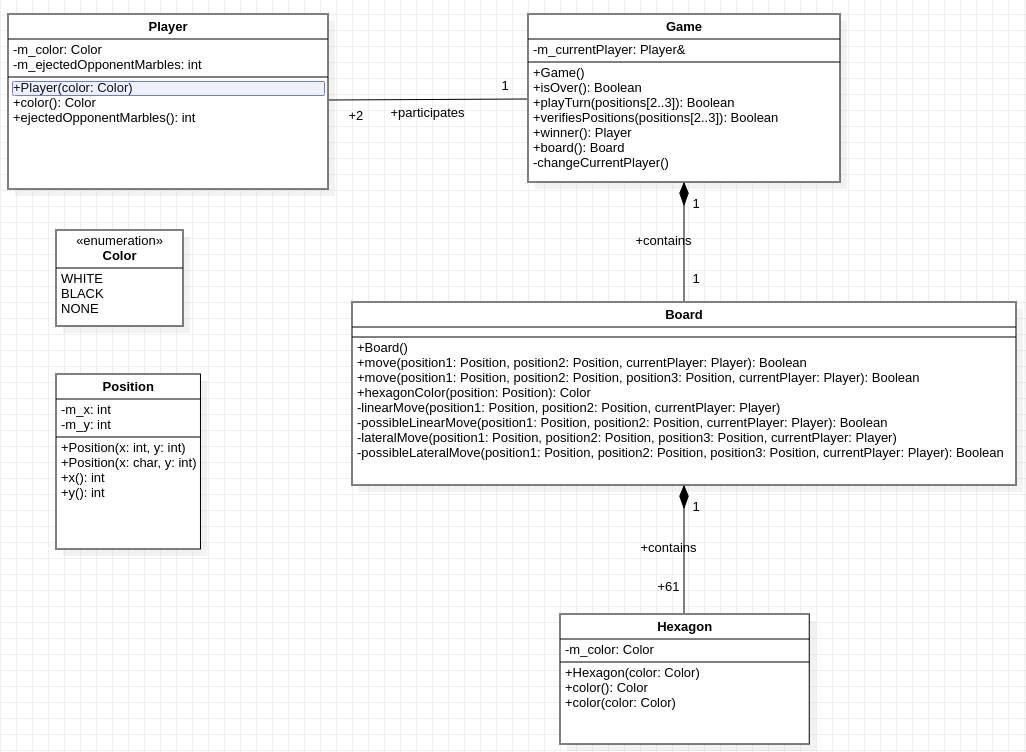 Player
-m_color: Color
-m_ejectedOpponentMarbles: int
+Player(color: Color)
+color(): Color
+ejectedOpponentMarbles(): int
+2
+participates
1
Game
-m_currentPlayer: Player&
+Game()
+isOver(): Boolean
+playTurn(positions[2..3]): Boolean
+verifiesPositions(positions[2..3]): Boolean
+winner(): Player
+board(): Board
-changeCurrentPlayer()
1
+contains
1
«enumeration»
Color
WHITE
BLACK
NONE
Board
+Board()
+move(position1: Position, position2: Position, currentPlayer: Player): Boolean
+move(position1: Position, position2: Position, position3: Position, currentPlayer: Player): Boolean
+hexagonColor(position: Position): Color
-linearMove(position1: Position, position2: Position, currentPlayer: Player)
-possibleLinearMove(position1: Position, position2: Position, currentPlayer: Player): Boolean
-lateralMove(position1: Position, position2: Position, position3: Position, currentPlayer: Player)
-possibleLateralMove(position1: Position, position2: Position, position3: Position, currentPlayer: Player): Boolean
Position
-m_x: int
-m_y: int
+Position(x: int, y: int)
+Position(x: char, y: int)
+x(): int
+y(): int
1
+contains
+61
Hexagon
-m_color: Color
+Hexagon(color: Color)
+color(): Color
+color(color: Color)